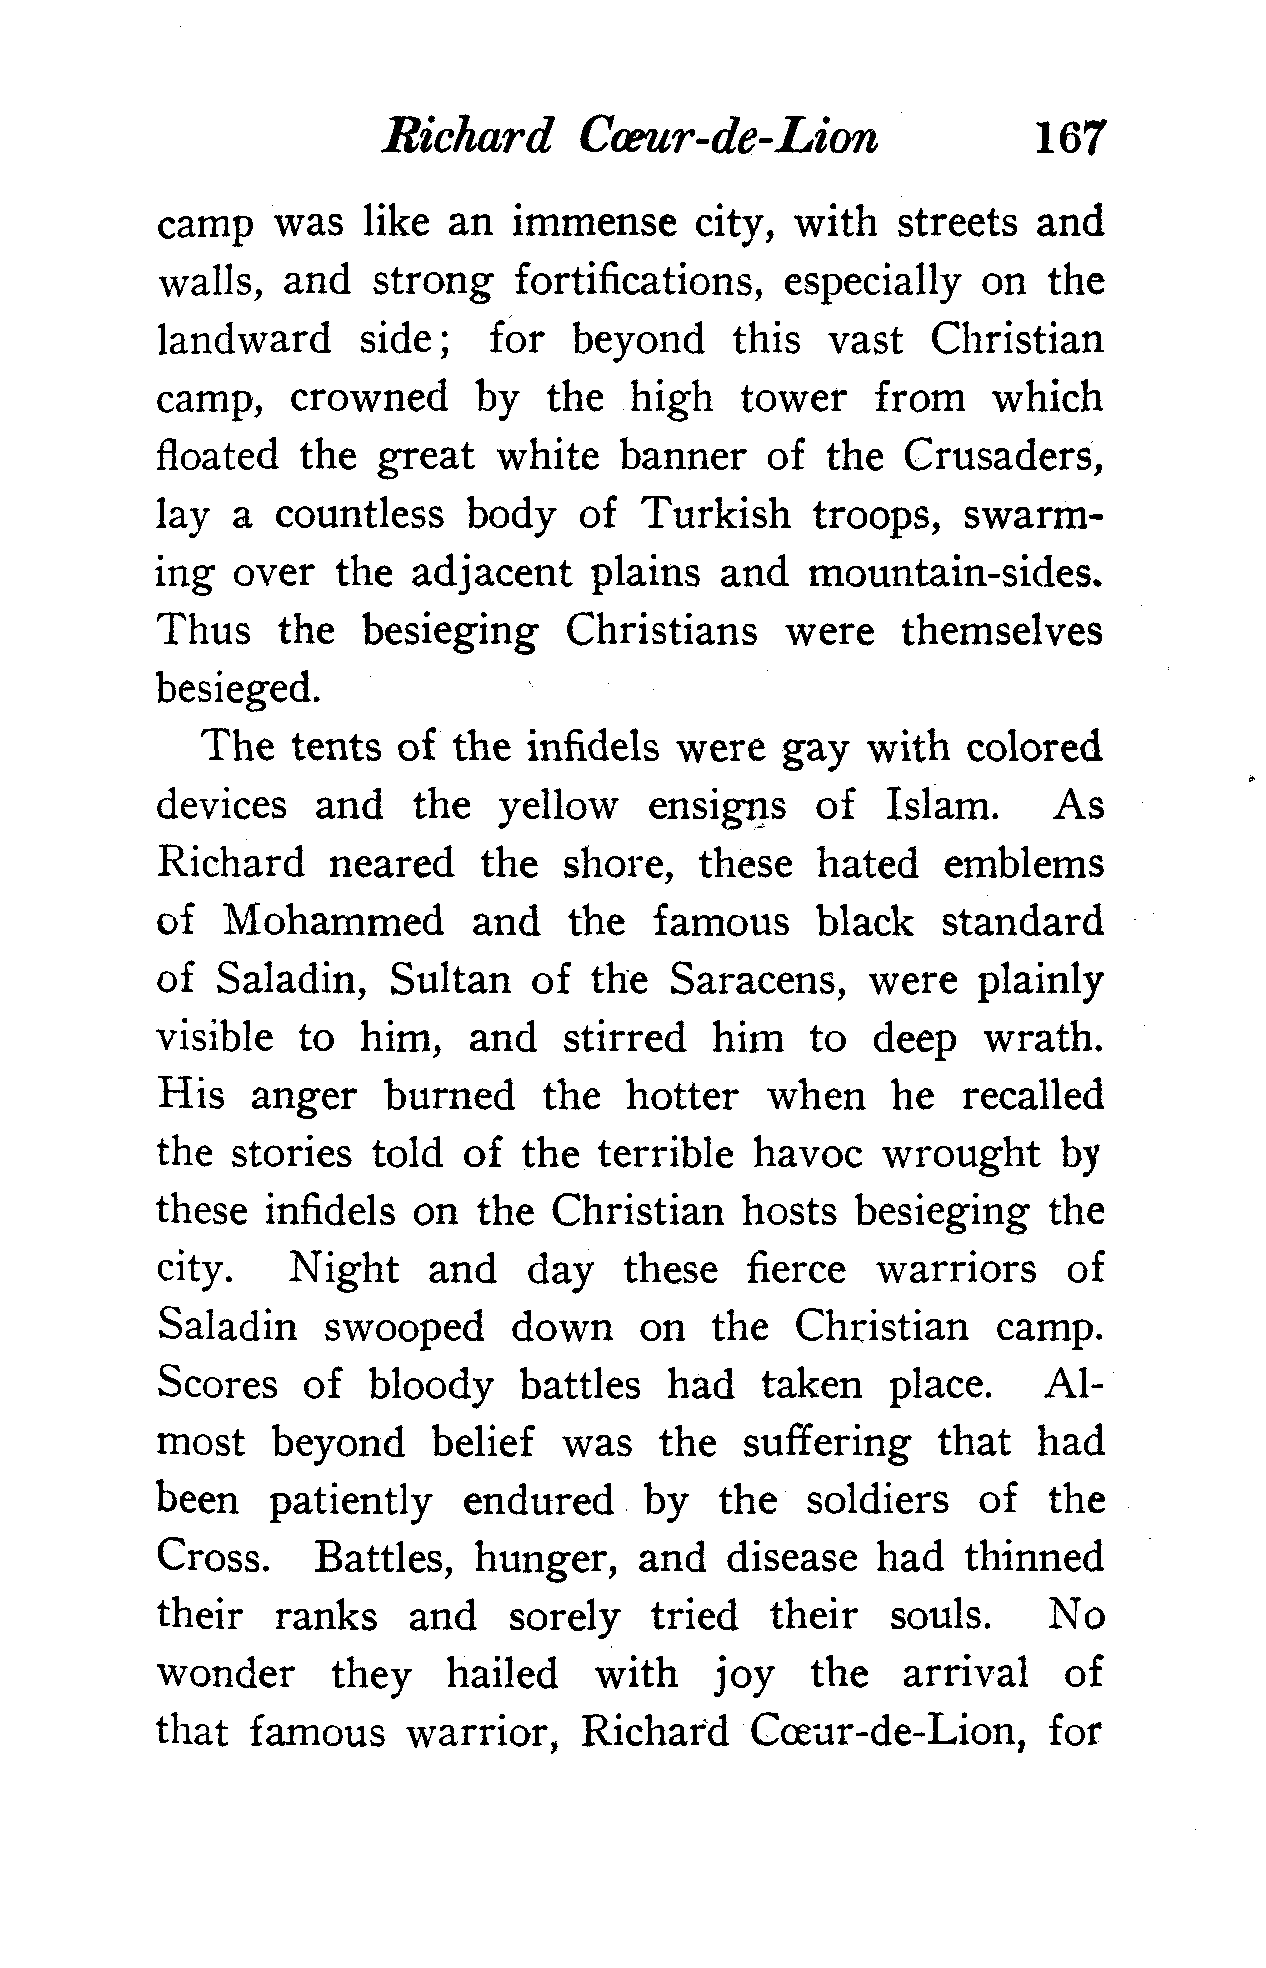 Richard Cœur-de-Lion 167
camp was like an immense city, with streets and
walls, and strong fortifications, especially on the
landward side; for beyond this vast Christian
camp, crowned by the high tower from which
floated the great white banner of the Crusaders,
lay a countless body of Turkish troops, swarm-
ing over the adjacent plains and mountain-sides.
Thus the besieging Christians were themselves
besieged.
The tents of the infidels were gay with colored
devices and the yellow ensigns of Islam. As
Richard neared the shore, these hated emblems
of Mohammed and the famous black standard
of Saladin, Sultan of the Saracens, were plainly
visible to him, and stirred him to deep wrath.
His anger burned the hotter when he recalled
the stories told of the terrible havoc wrought by
these infidels on the Christian hosts besieging the
city. Night and day these fierce warriors of
Saladin swooped down on the Christian camp.
Scores of bloody battles had taken place. Al-
most beyond belief was the suffering that had
been patiently endured by the soldiers of the
Cross. Battles, hunger, and disease had thinned
their ranks and sorely tried their souls. No
wonder they hailed with joy the arrival of
that famous warrior, Richard Cœur-de-Lion, for